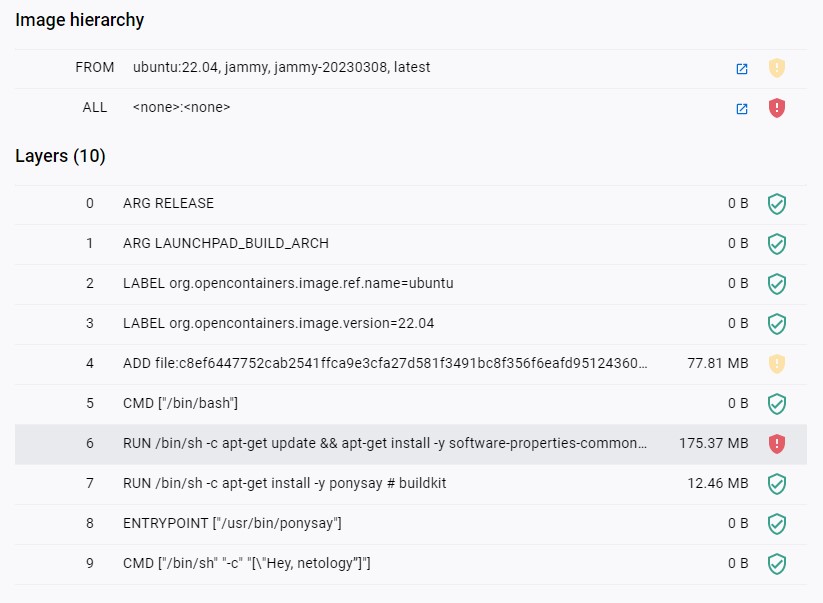 Image hierarchy
FROM ubuntu:22.04, jammy, jammy-20230308, latest
ALL <none>:<none>
Layers (10)
0 ARG RELEASE 0 B
1 ARG LAUNCHPAD_BUILD_ARCH 0 B
2 LABEL org.opencontainers.image.ref.name=ubuntu 0 B
3 LABEL org.opencontainers.image.version=22.04 0 B
4 ADD file:c8ef6447752cab2541ffca9e3cfa27d581f3491bc8f356f6eafd95124360... 77.81 MB
5 CMD ["/bin/bash"] 0 B
6 RUN /bin/sh -c apt-get update && apt-get install -y software-properties-common... 175.37 MB
7 RUN /bin/sh -c apt-get install -y ponysay # buildkit 12.46 MB
8 ENTRYPOINT ["/usr/bin/ponysay"] 0 B
9 CMD ["/bin/sh" "-c" "[\"Hey, netology”]"] 0 B